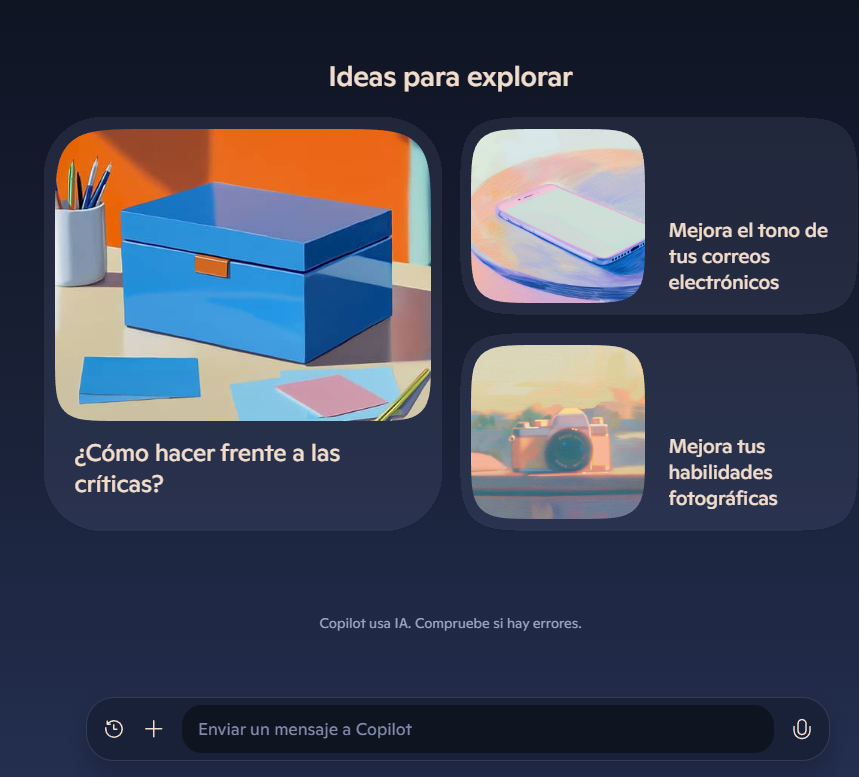 Ideas para explorar
¿Cómo hacer frente a las
críticas?
Mejora el tono de
tus correos
electrónicos
Mejora tus
habilidades
fotográficas
Copilot usa IA. Compruebe si hay errores.
Enviar un mensaje a Copilot